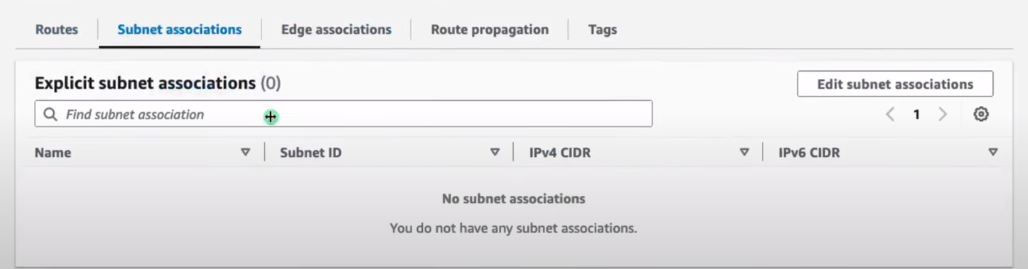 Routes Subnet associations Edge associations Route propagation Tags
Explicit subnet associations (0) Edit subnet associations
Find subnet association 1
Name Subnet ID IPv4 CIDR IPv6 CIDR
No subnet associations
You do not have any subnet associations.